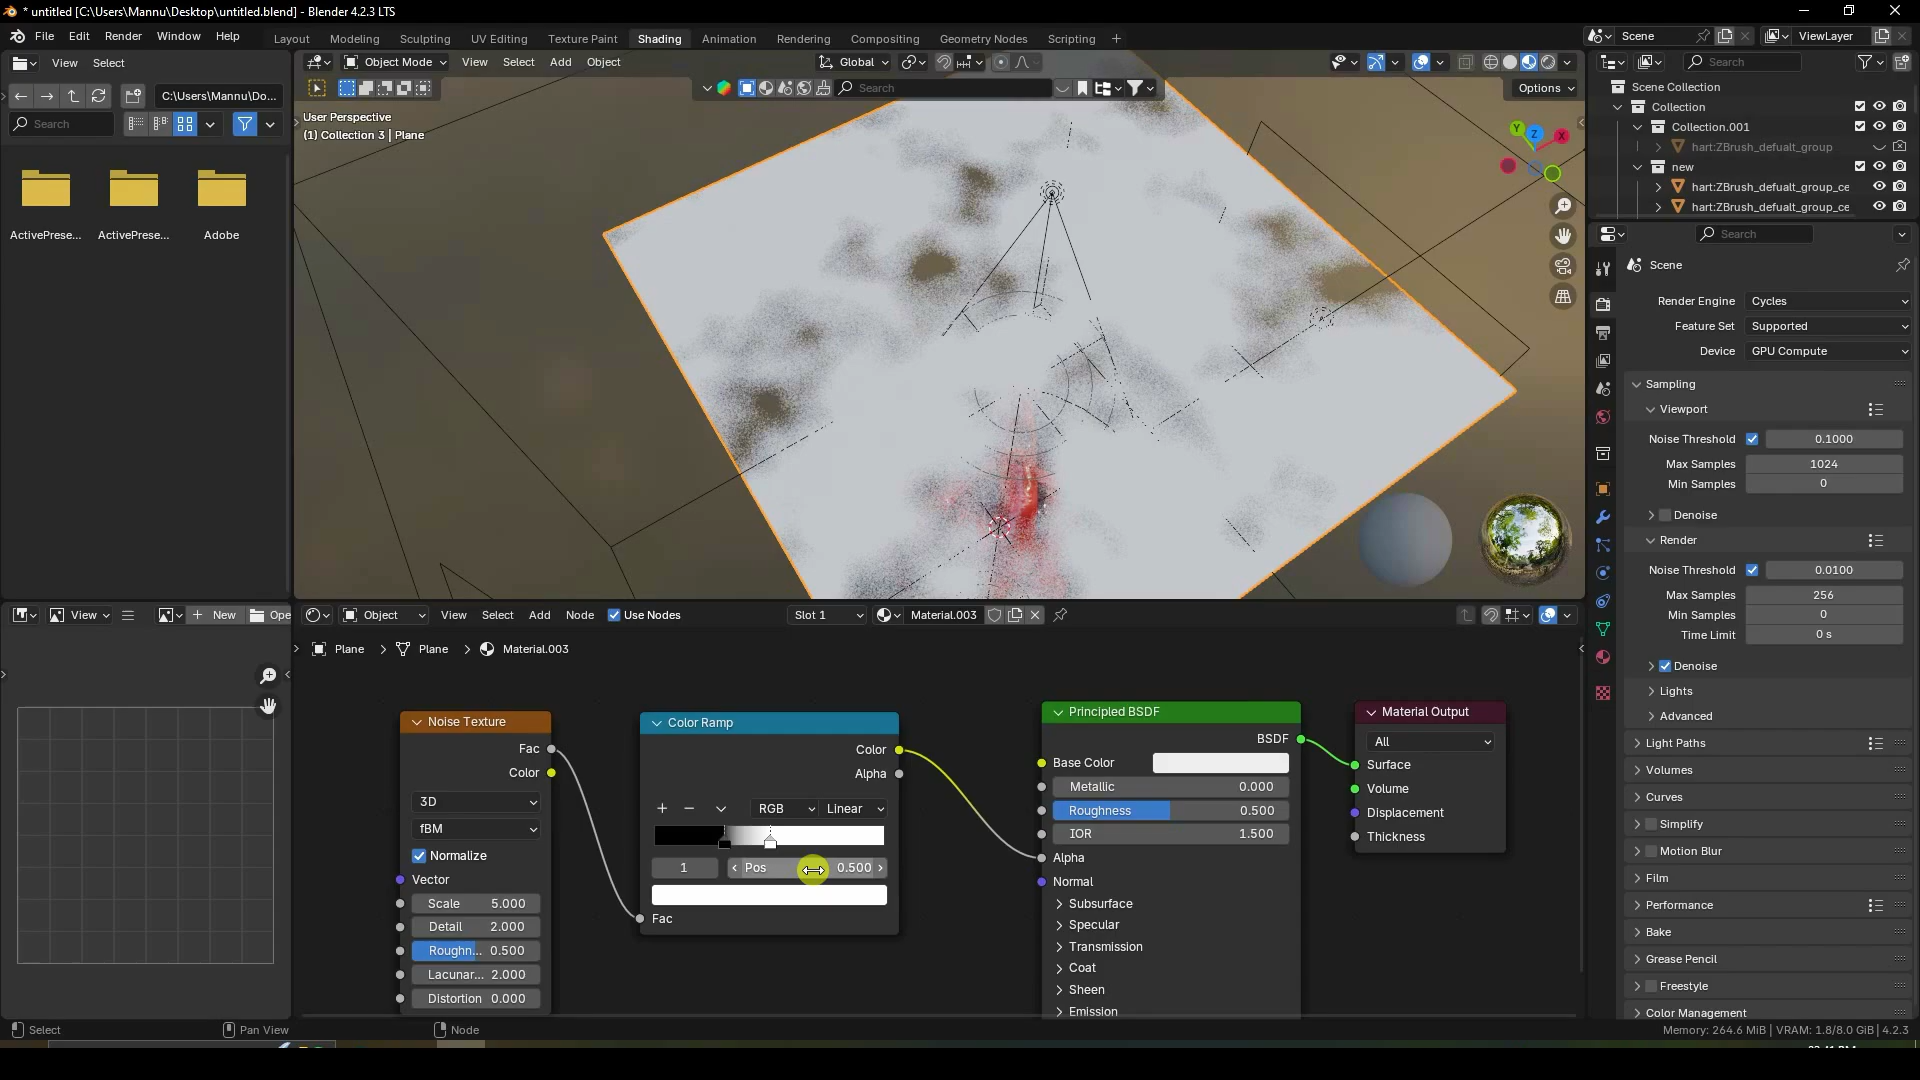 * untitled [C:\Users\Mannu\Desktop\untitled.blend] - Blender 4.2.3 LTS
File Edit Render Window Help
Layout Modeling Sculpting UV Editing Texture Paint Shading Animation Rendering Compositing Geometry Nodes Scripting +
Scene ViewLayer
View Select
Object Mode View Select Add Object
Global
Search
C:\Users\Mannu\Do...
Search
Search
Options
User Perspective
(1) Collection 3 | Plane
Y Z X
ActivePrese... ActivePrese... Adobe
Scene Collection
Collection
Collection.001
hart:ZBrush_defualt_group
new
hart:ZBrush_defualt_group_ce
hart:ZBrush_defualt_group_ce
Search
Scene
Render Engine Cycles
Feature Set Supported
Device GPU Compute
Sampling
Viewport
Noise Threshold 0.1000
Max Samples 1024
Min Samples 0
Denoise
Render
Noise Threshold 0.0100
Max Samples 256
Min Samples 0
Time Limit 0 s
Denoise
Lights
Advanced
Light Paths
Volumes
Curves
Simplify
Motion Blur
Film
Performance
Bake
Grease Pencil
Freestyle
Color Management
View + New Ope
Object View Select Add Node Use Nodes Slot 1 Material.003
Plane > Plane > Material.003
Noise Texture
Fac
Color
3D
fBM
Normalize
Vector
Scale 5.000
Detail 2.000
Roughn... 0.500
Lacunar... 2.000
Distortion 0.000
Color Ramp
Color
Alpha
RGB Linear
1 Pos 0.500
Fac
Principled BSDF
BSDF
Base Color
Metallic 0.000
Roughness 0.500
IOR 1.500
Alpha
Normal
Subsurface
Specular
Transmission
Coat
Sheen
Emission
Material Output
All
Surface
Volume
Displacement
Thickness
Select Pan View Node
Memory: 264.6 MiB | VRAM: 1.8/8.0 GiB | 4.2.3